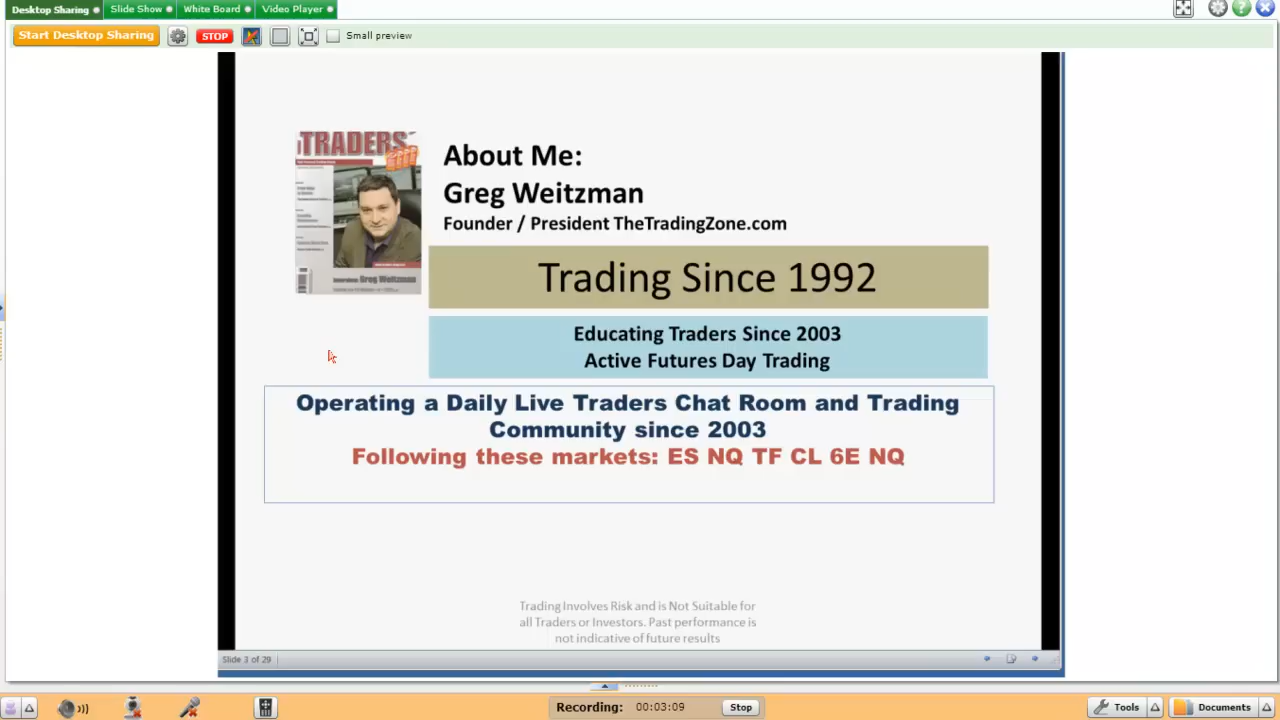 Desktop Sharing
Slide Show
White Board
Video Player
Start Desktop Sharing
STOP
Small preview
TRADERS'
Greg Weitzman
About Me:
Greg Weitzman
Founder / President TheTradingZone.com
Trading Since 1992
Educating Traders Since 2003
Active Futures Day Trading
Operating a Daily Live Traders Chat Room and Trading
Community since 2003
Following these markets: ES NQ TF CL 6E NQ
Trading Involves Risk and is Not Suitable for
all Traders or Investors. Past performance is
not indicative of future results
Slide 3 of 29
Recording: 00:03:09
Stop
Tools
Documents